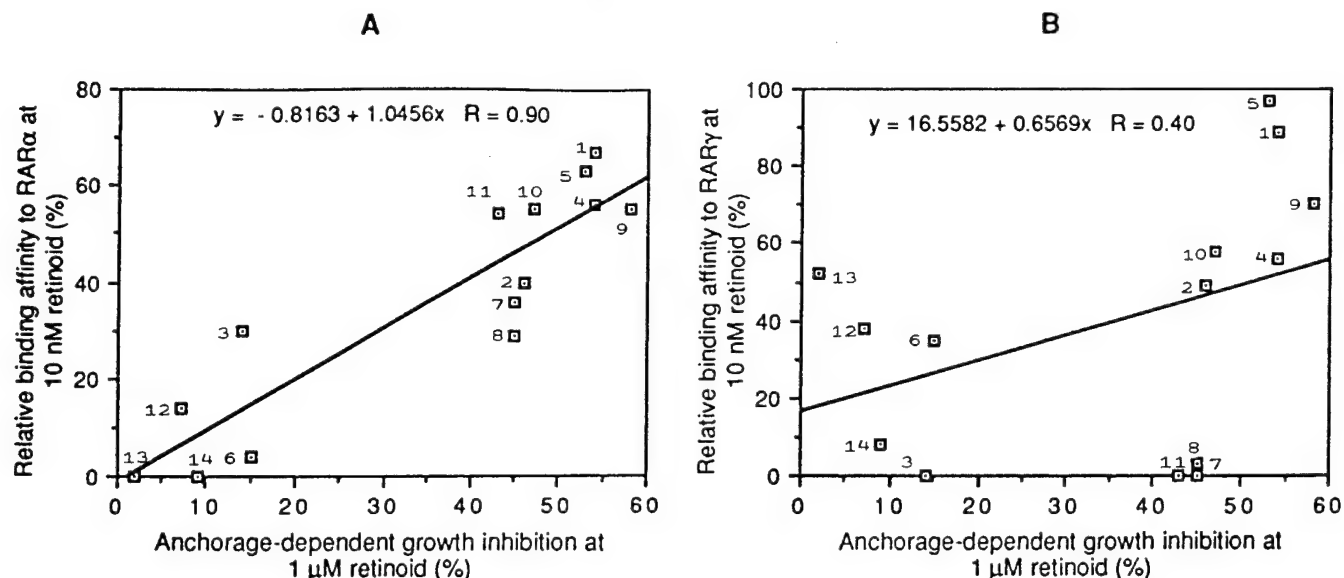 A
Relative binding affinity to RARα at
10 nM retinoid (%)
80
60
40
20
0
y = - 0.8163 + 1.0456x R = 0.90
1
5
11
10
4
9
2
7
8
3
12
13
14
6
0 10 20 30 40 50 60
Anchorage-dependent growth inhibition at
1 µM retinoid (%)
B
Relative binding affinity to RARγ at
10 nM retinoid (%)
100
80
60
40
20
0
y = 16.5582 + 0.6569x R = 0.40
5
1
9
10
4
13
2
12
6
14
3
8
11
7
0 10 20 30 40 50 60
Anchorage-dependent growth inhibition at
1 µM retinoid (%)